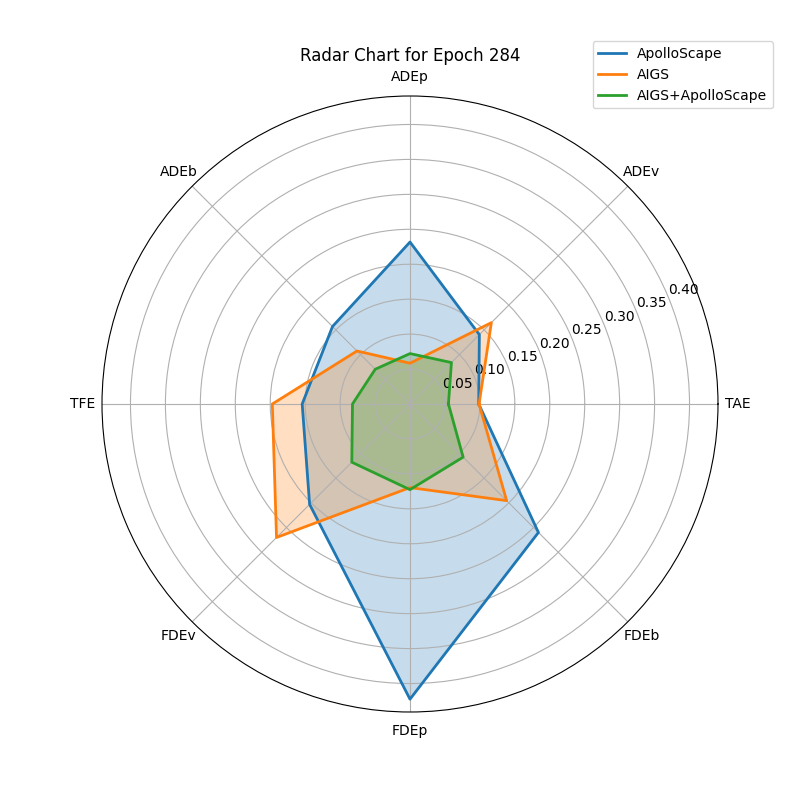 Radar Chart for Epoch 284
ApolloScape
AIGS
AIGS+ApolloScape
ADEp
ADEb
ADEv
0.40
0.35
0.30
0.25
0.20
0.15
0.10
0.05
TFE
TAE
FDEv
FDEb
FDEp